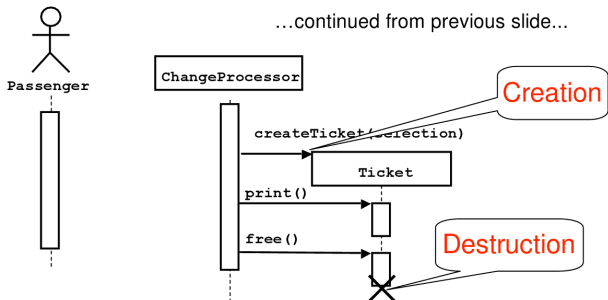 …continued from previous slide...
Passenger
ChangeProcessor
Creation
createTicket(selection)
Ticket
print()
free()
Destruction